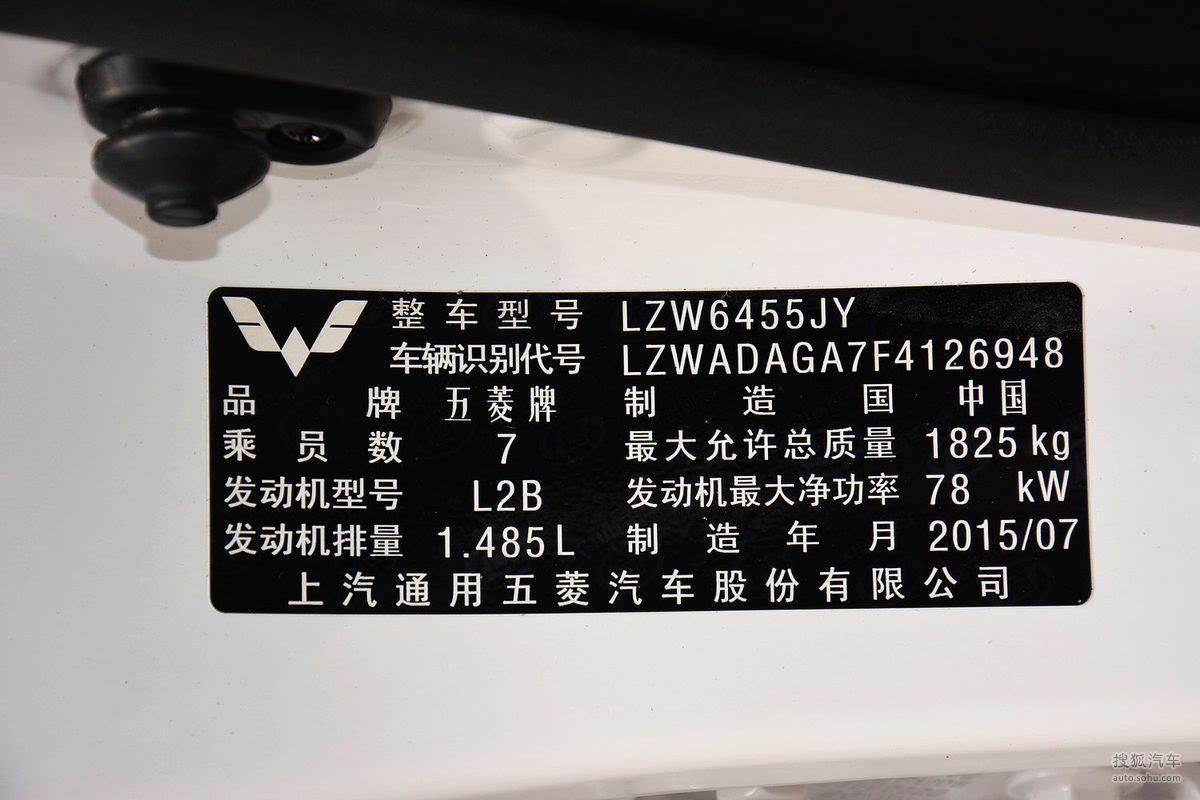 整车型号 LZW6455JY
车辆识别代号 LZWADAGA7F4126948
品牌 五菱牌 制造国 中国
乘员数 7 最大允许总质量 1825 kg
发动机型号 L2B 发动机最大净功率 78 kW
发动机排量 1.485L 制造年月 2015/07
上汽通用五菱汽车股份有限公司
搜狐汽车
auto.sohu.com